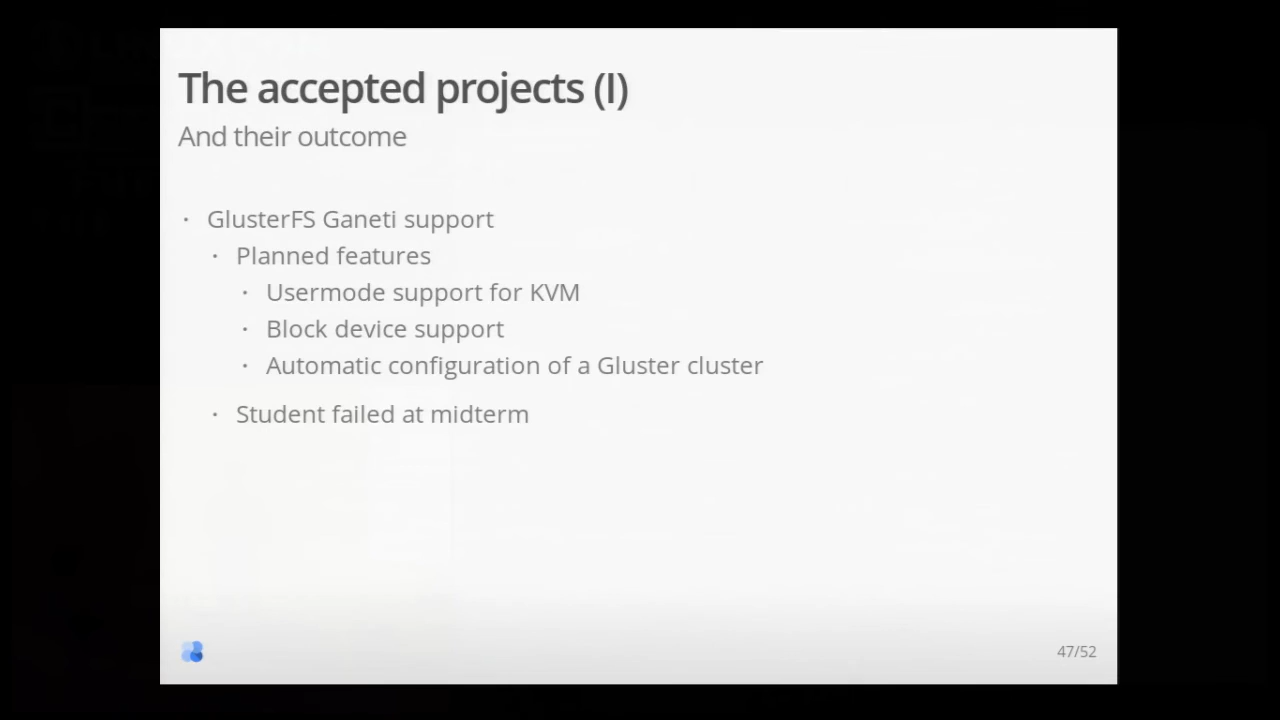 The accepted projects (I)
And their outcome
· GlusterFS Ganeti support
· Planned features
· Usermode support for KVM
· Block device support
· Automatic configuration of a Gluster cluster
· Student failed at midterm
47/52